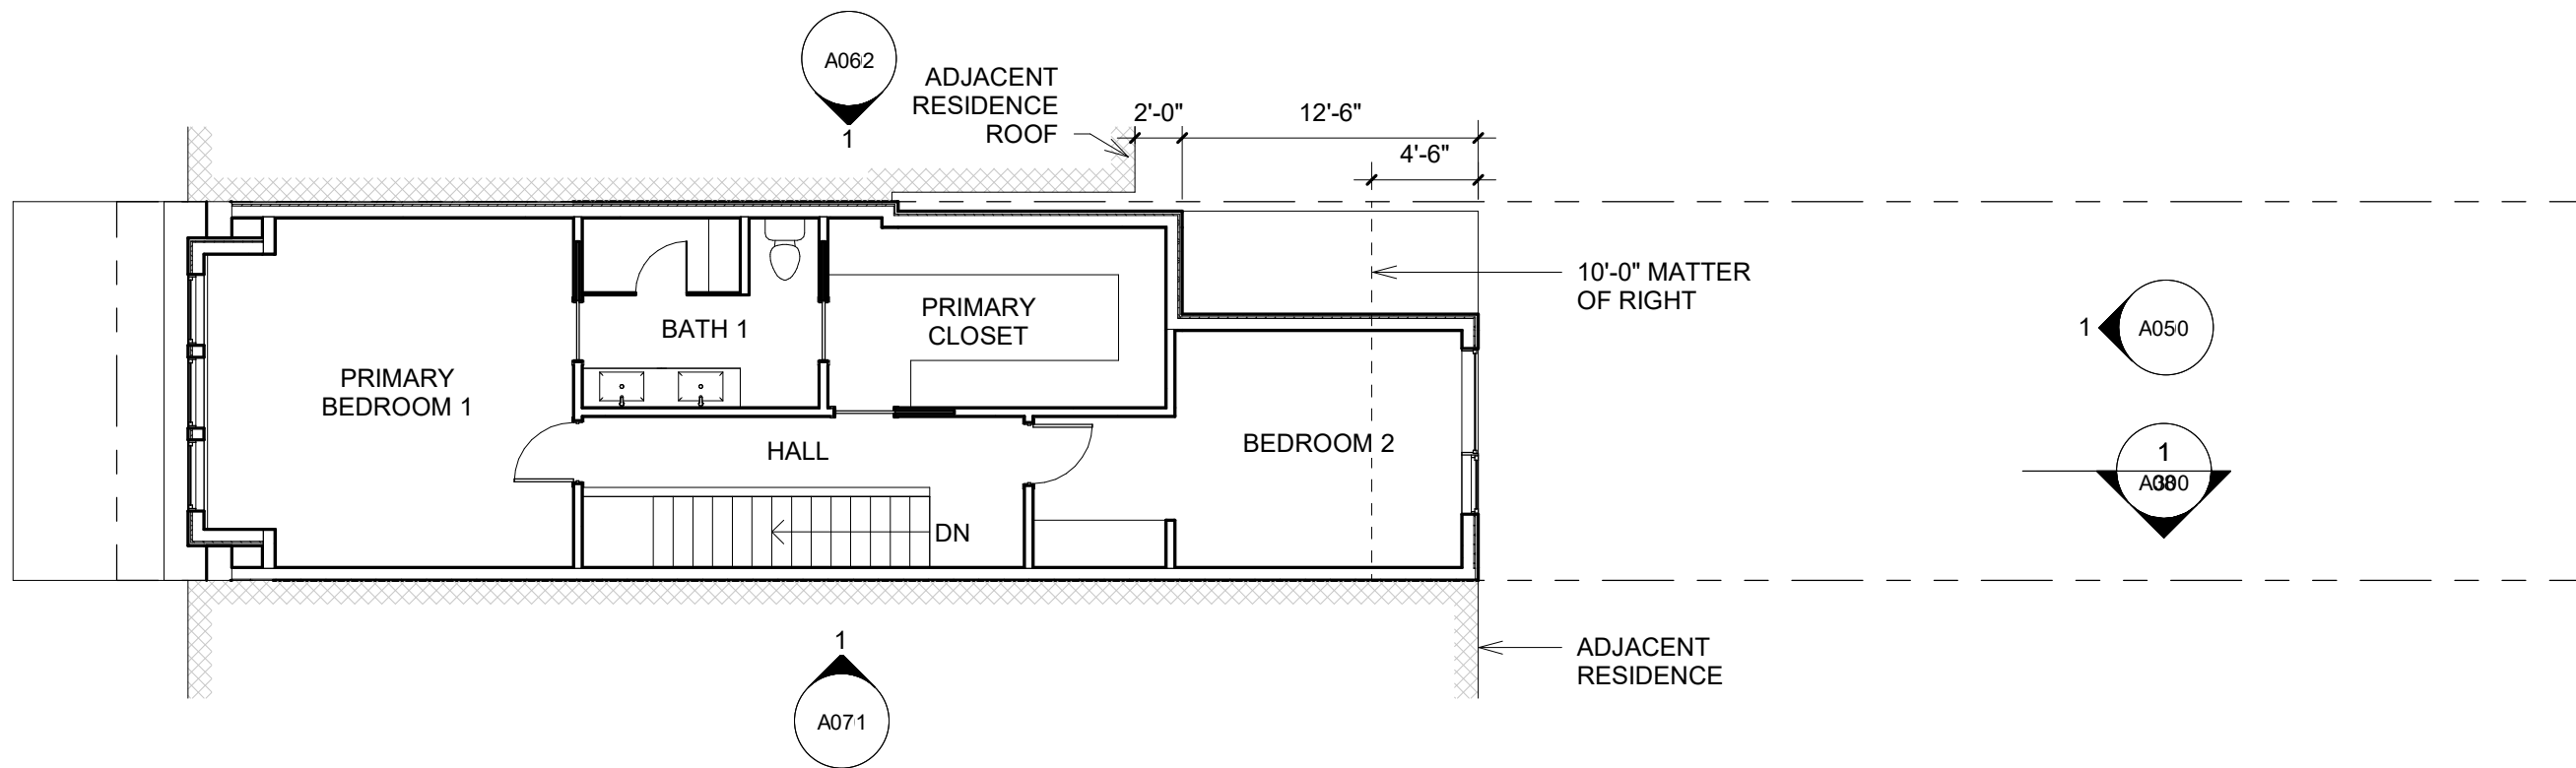 A062
1
ADJACENT
RESIDENCE
ROOF
2'-0"
12'-6"
4'-6"
10'-0" MATTER
OF RIGHT
1
A050
PRIMARY
CLOSET
BATH 1
PRIMARY
BEDROOM 1
HALL
BEDROOM 2
1
DN
ADJACENT
RESIDENCE
1
A071